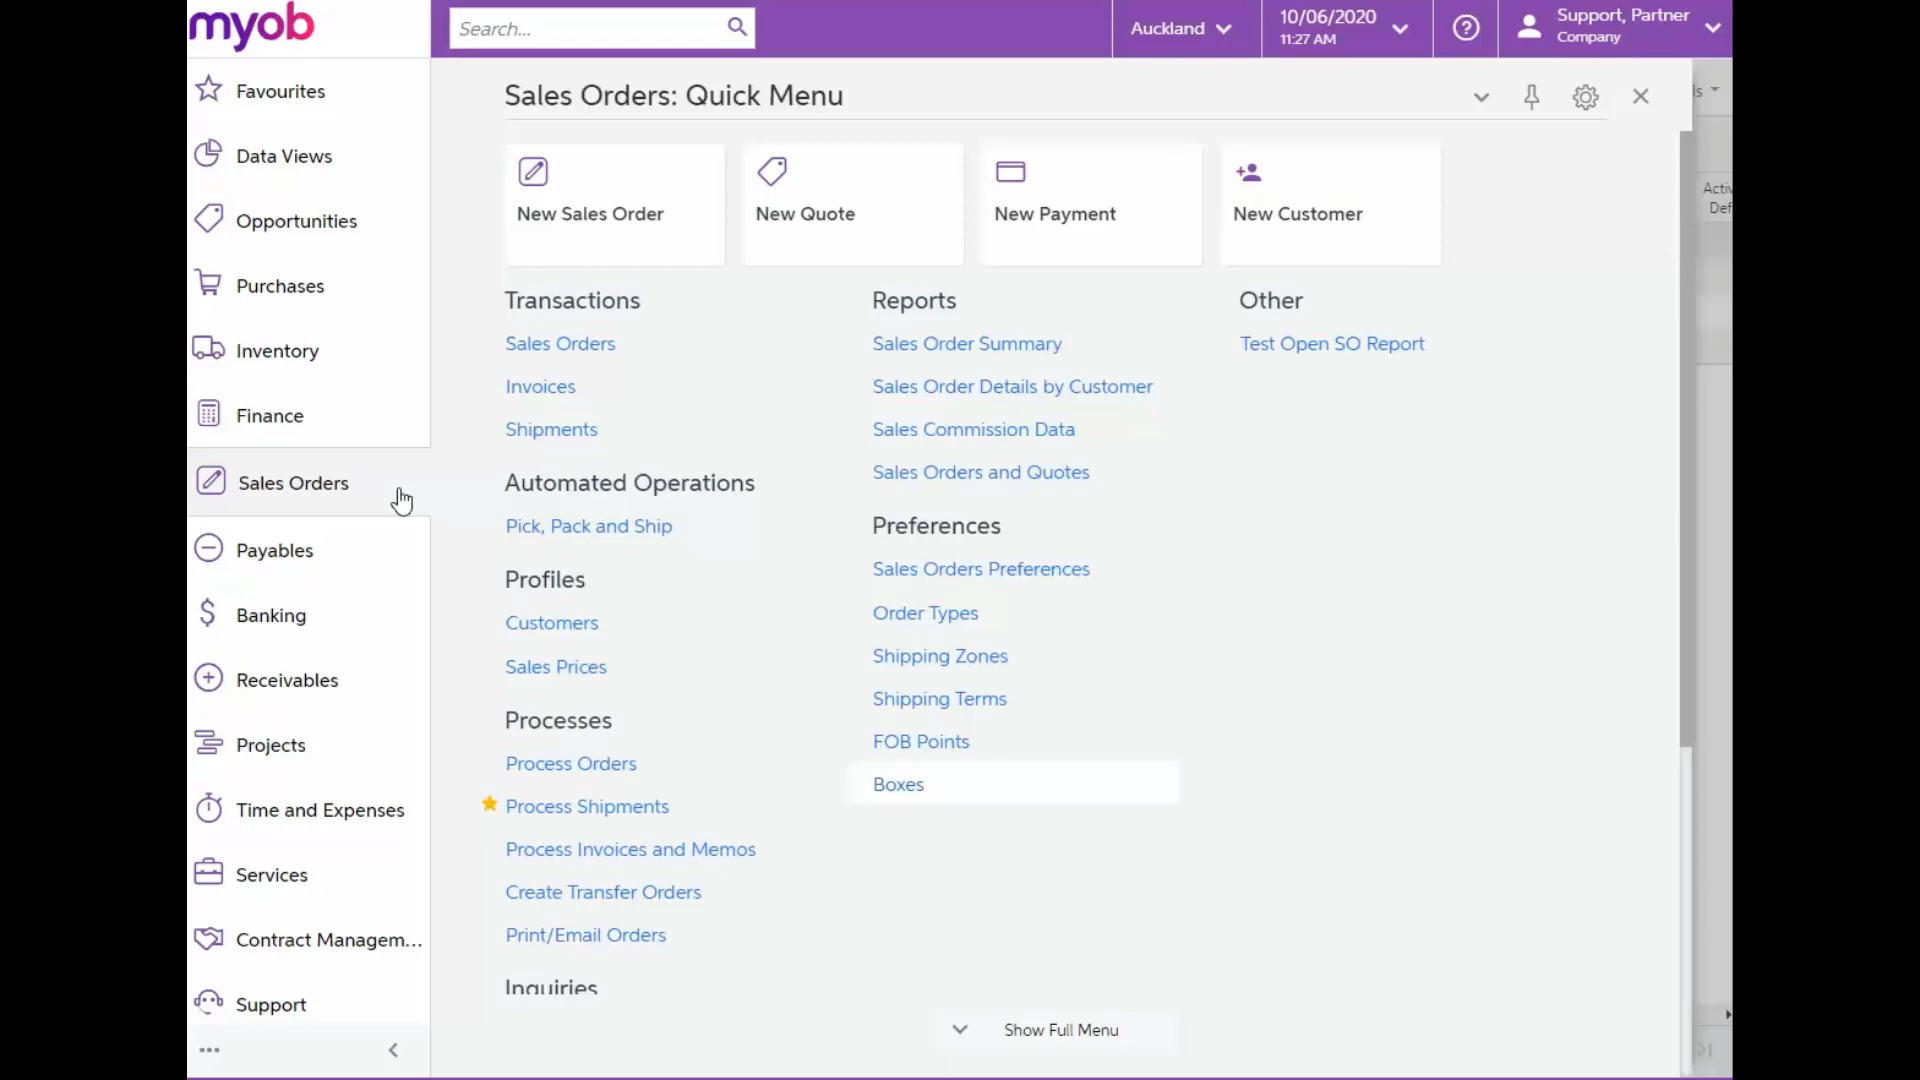 myob
Search...
Auckland
10/06/2020
11:27 AM
Support, Partner
Company
Favourites
Data Views
Opportunities
Purchases
Inventory
Finance
Sales Orders
Payables
Banking
Receivables
Projects
Time and Expenses
Services
Contract Managem...
Support
Sales Orders: Quick Menu
New Sales Order
New Quote
New Payment
New Customer
Transactions
Sales Orders
Invoices
Shipments
Automated Operations
Pick, Pack and Ship
Profiles
Customers
Sales Prices
Processes
Process Orders
Process Shipments
Process Invoices and Memos
Create Transfer Orders
Print/Email Orders
Inquiries
Reports
Sales Order Summary
Sales Order Details by Customer
Sales Commission Data
Sales Orders and Quotes
Preferences
Sales Orders Preferences
Order Types
Shipping Zones
Shipping Terms
FOB Points
Boxes
Other
Test Open SO Report
Show Full Menu
ls
Activ
Def